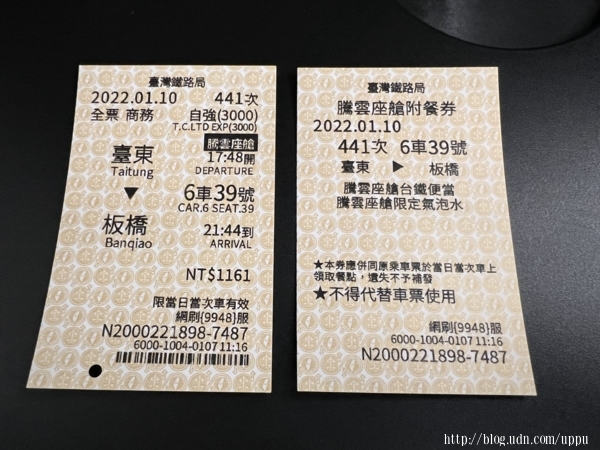 臺灣鐵路局
2022.01.10 441次
全票 商務 自強(3000)
T.C.LTD EXP(3000)
騰雲座艙
臺東 17:48開
Taitung DEPARTURE
▼ 6車39號
CAR.6 SEAT.39
板橋 21:44到
Banqiao ARRIVAL
NT$1161
限當日當次車有效
網刷{9948}服
N2000221898-7487
6000-1004-0107 11:16
臺灣鐵路局
騰雲座艙附餐券
2022.01.10
441次 6車39號
臺東 ▶ 板橋
騰雲座艙台鐵便當
騰雲座艙限定氣泡水
★本券應併同原乘車票於當日當次車上
領取餐點，遺失不予補發
★不得代替車票使用
網刷{9948}服
6000-1004-0107 11:16
N2000221898-7487
http://blog.udn.com/uppu